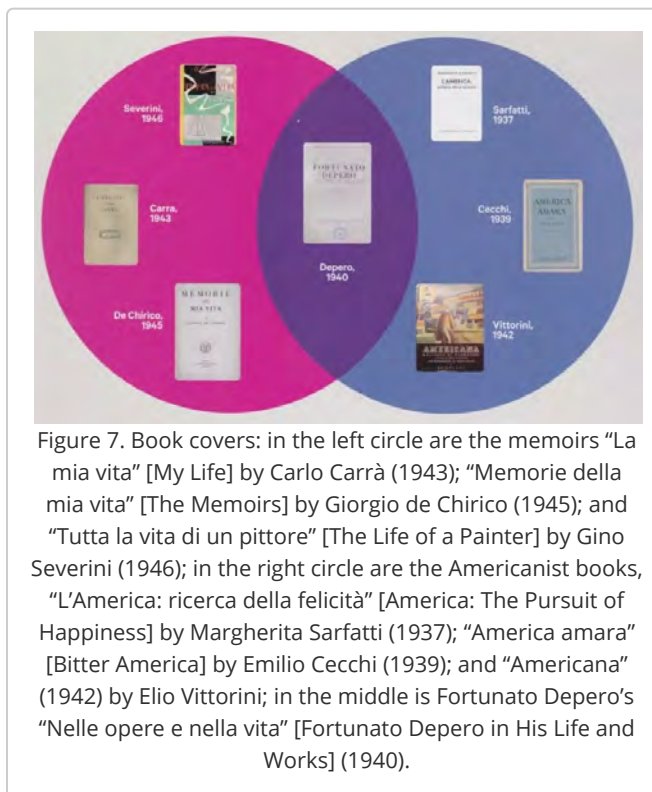 Severini,
1946
Sarfatti,
1937
L'AMERICA,
FORTUNATO
DEPERO
Carra,
1943
Cecchi,
1939
AMERICA
AMARA
Depero,
1940
De Chirico,
1945
MEMORIE
MIA VITA
Vittorini,
1942
AMERICANA
Figure 7. Book covers: in the left circle are the memoirs “La
mia vita” [My Life] by Carlo Carrà (1943); “Memorie della
mia vita” [The Memoirs] by Giorgio de Chirico (1945); and
“Tutta la vita di un pittore” [The Life of a Painter] by Gino
Severini (1946); in the right circle are the Americanist books,
“L’America: ricerca della felicità” [America: The Pursuit of
Happiness] by Margherita Sarfatti (1937); “America amara”
[Bitter America] by Emilio Cecchi (1939); and “Americana”
(1942) by Elio Vittorini; in the middle is Fortunato Depero’s
“Nelle opere e nella vita” [Fortunato Depero in His Life and
Works] (1940).